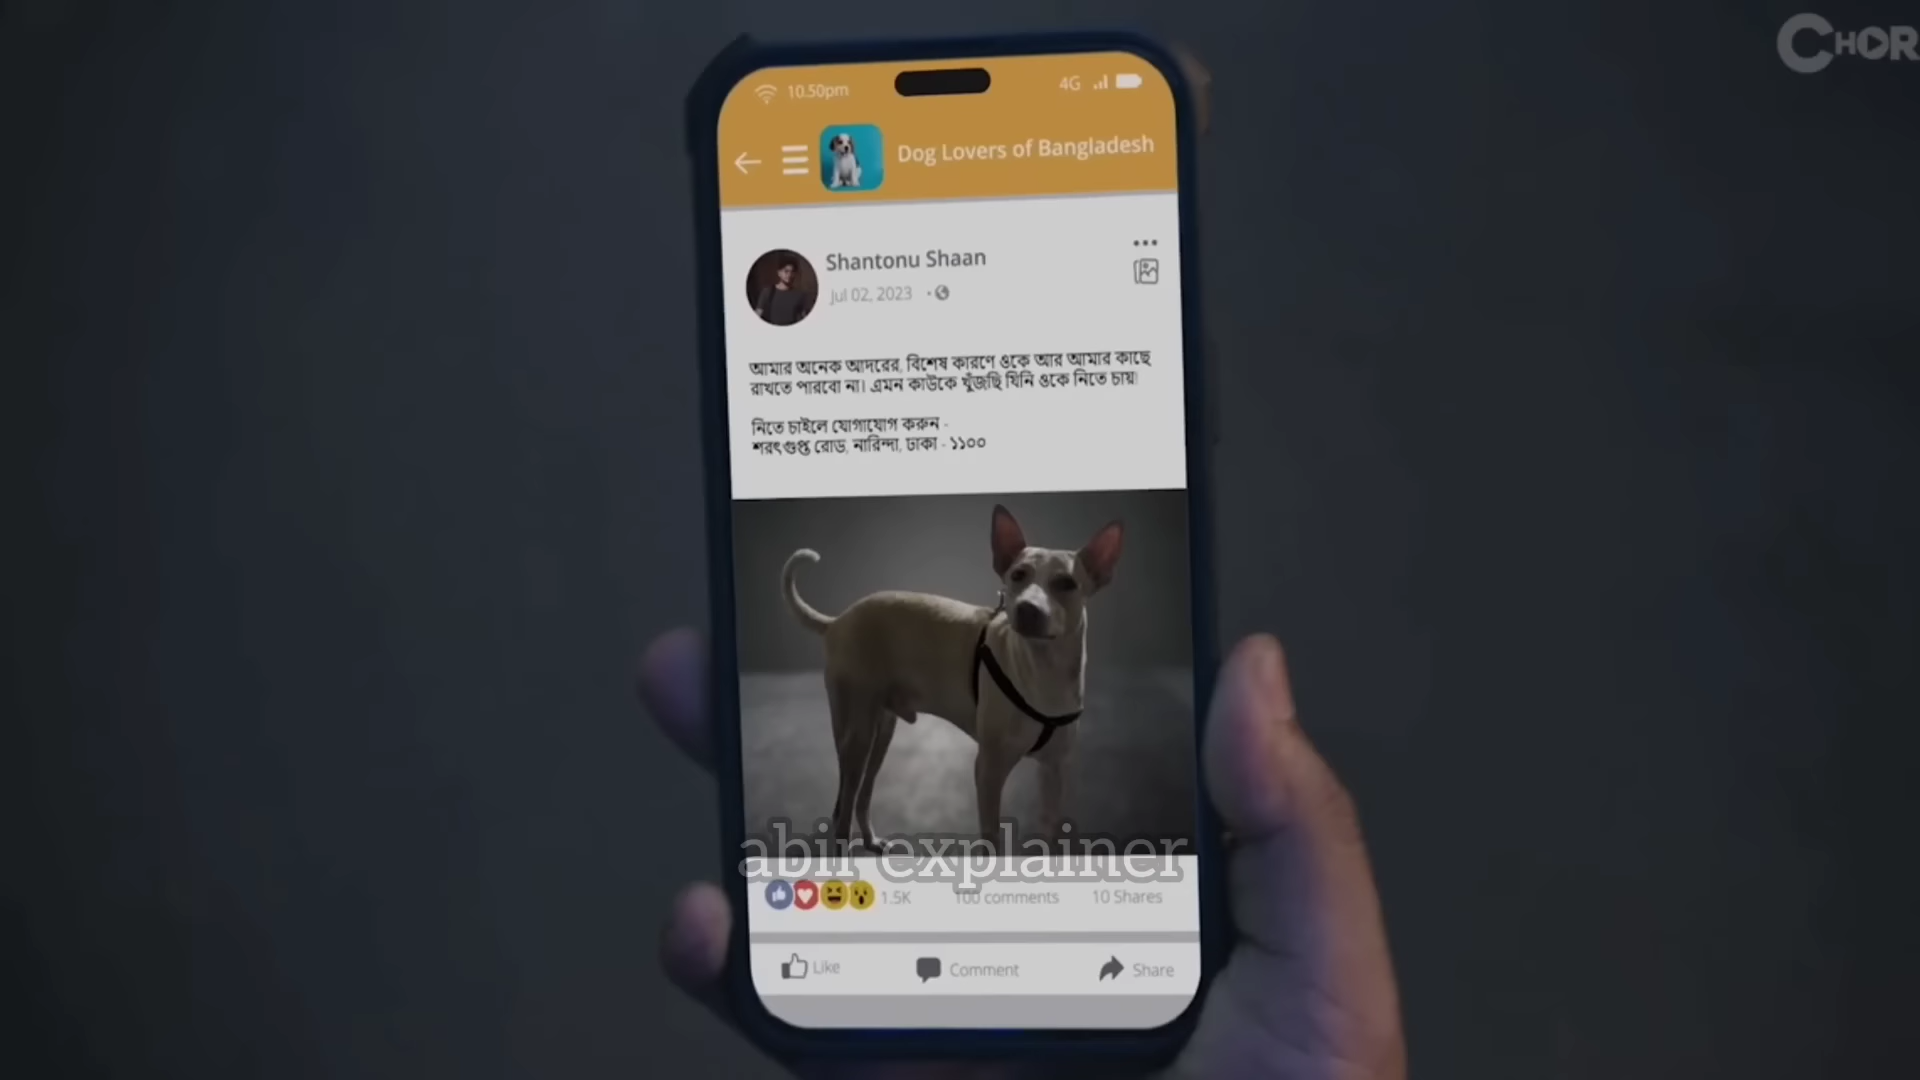 CHOR
10.50pm
4G
Dog Lovers of Bangladesh
Shantonu Shaan
Jul 02, 2023
আমার অনেক আদরের, বিশেষ কারণে ওকে আর আমার কাছে
রাখতে পারবো না। এমন কাউকে খুঁজছি যিনি ওকে নিতে চায়!
নিতে চাইলে যোগাযোগ করুন -
শরৎগুপ্ত রোড, নারিন্দা, ঢাকা - ১১০০
abir explainer
1.5K 100 comments 10 Shares
Like Comment Share